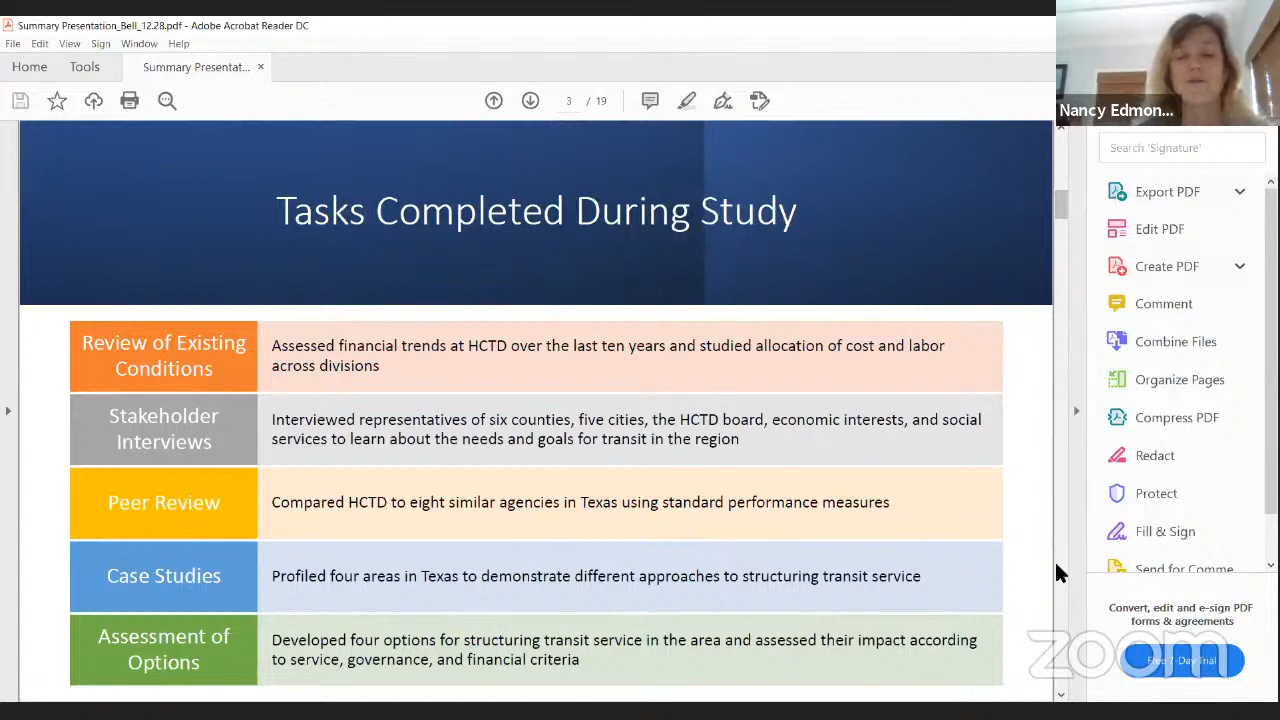 Summary Presentation_Bell_12.28.pdf - Adobe Acrobat Reader DC
File Edit View Sign Window Help
Home Tools Summary Presentat... ×
3 / 19
Nancy Edmon...
Search 'Signature'
Export PDF
Edit PDF
Create PDF
Comment
Combine Files
Organize Pages
Compress PDF
Redact
Protect
Fill & Sign
Send for Comme
Convert, edit and e-sign PDF
forms & agreements
Free 7-Day Trial
zoom
Tasks Completed During Study
Review of Existing
Conditions
Assessed financial trends at HCTD over the last ten years and studied allocation of cost and labor
across divisions
Stakeholder
Interviews
Interviewed representatives of six counties, five cities, the HCTD board, economic interests, and social
services to learn about the needs and goals for transit in the region
Peer Review
Compared HCTD to eight similar agencies in Texas using standard performance measures
Case Studies
Profiled four areas in Texas to demonstrate different approaches to structuring transit service
Assessment of
Options
Developed four options for structuring transit service in the area and assessed their impact according
to service, governance, and financial criteria